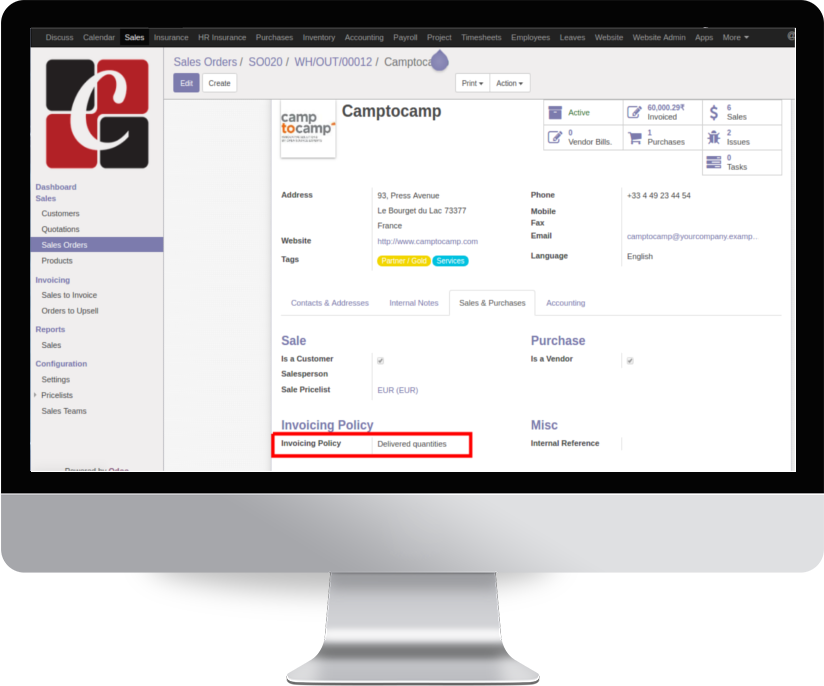 Discuss Calendar Sales Insurance HR Insurance Purchases Inventory Accounting Payroll Project Timesheets Employees Leaves Website Website Admin Apps More
Sales Orders / SO020 / WH/OUT/00012 / Camptoca
Edit Create Print Action
C
Dashboard
Sales
Customers
Quotations
Sales Orders
Products
Invoicing
Sales to Invoice
Orders to Upsell
Reports
Sales
Configuration
Settings
Pricelists
Sales Teams
Powered by Odoo
camp
tocamp
Camptocamp
Active
60,000.29₹
Invoiced
6
Sales
0
Vendor Bills.
1
Purchases
2
Issues
0
Tasks
Address 93, Press Avenue
Le Bourget du Lac 73377
France
Website http://www.camptocamp.com
Tags Partner / Gold Services
Phone +33 4 49 23 44 54
Mobile
Fax
Email camptocamp@yourcompany.examp...
Language English
Contacts & Addresses Internal Notes Sales & Purchases Accounting
Sale
Is a Customer
Salesperson
Sale Pricelist EUR (EUR)
Purchase
Is a Vendor
Invoicing Policy
Invoicing Policy Delivered quantities
Misc
Internal Reference